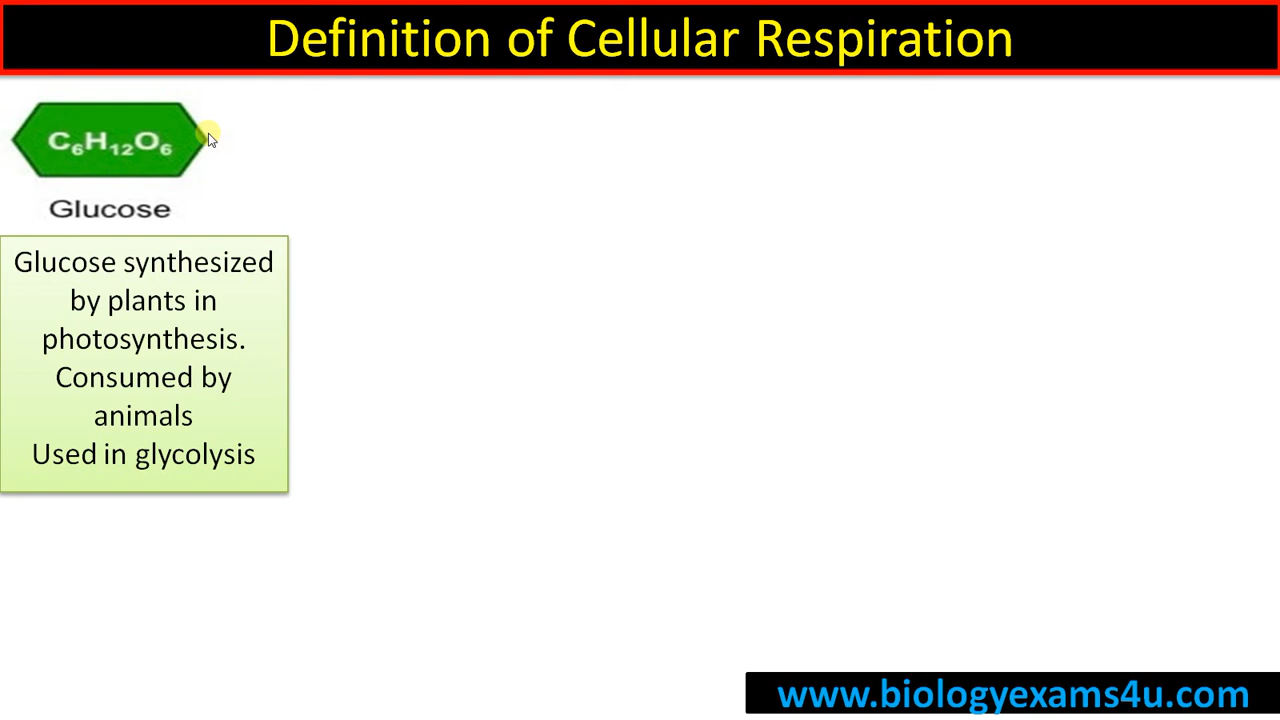 Definition of Cellular Respiration
C₆H₁₂O₆
Glucose
Glucose synthesized
by plants in
photosynthesis.
Consumed by
animals
Used in glycolysis
www.biologyexams4u.com